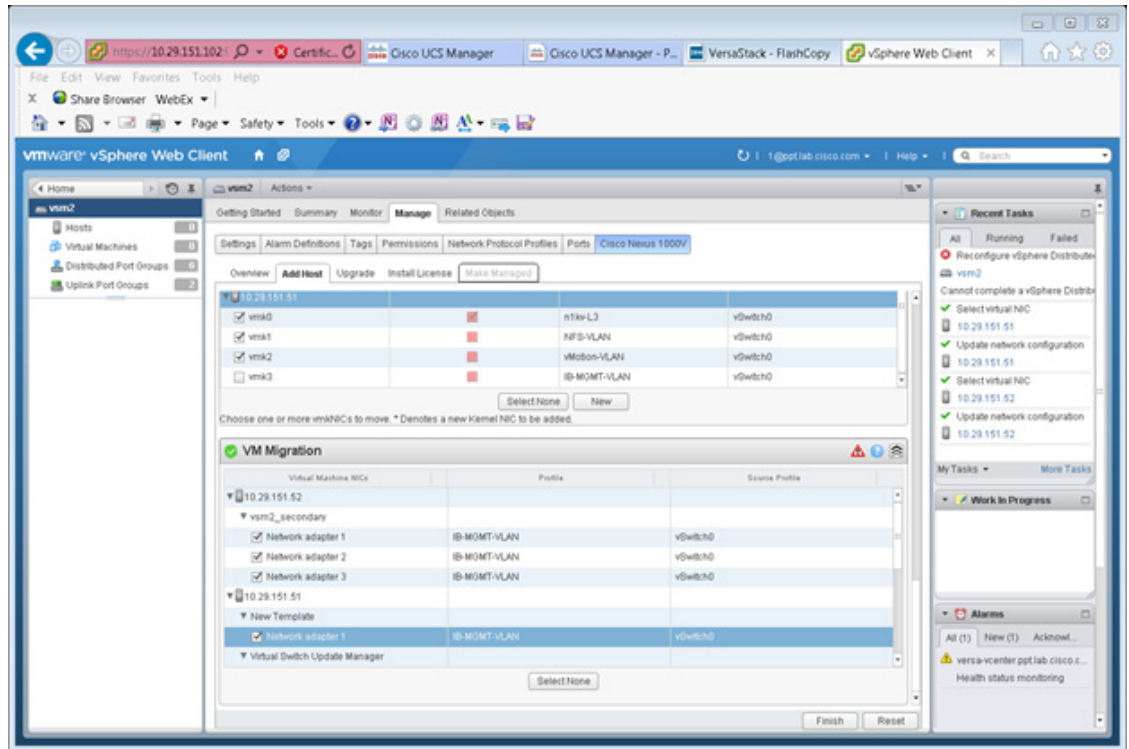 https://10.29.151.102: Certific... Cisco UCS Manager Cisco UCS Manager - P... VersaStack - FlashCopy vSphere Web Client
File Edit View Favorites Tools Help
x Share Browser WebEx
Page Safety Tools
vmware vSphere Web Client 1@ppt.lab.cisco.com Help Search
Home vsm2 Actions
vsm2 Getting Started Summary Monitor Manage Related Objects Recent Tasks
Hosts 0
Virtual Machines 0
Distributed Port Groups 6
Uplink Port Groups 2
Settings Alarm Definitions Tags Permissions Network Protocol Profiles Ports Cisco Nexus 1000V
Overview Add Host Upgrade Install License Make Managed
10.29.151.51
vmk0 n1kv-L3 vSwitch0
vmk1 NFS-VLAN vSwitch0
vmk2 vMotion-VLAN vSwitch0
vmk3 IB-MGMT-VLAN vSwitch0
Select None New
Choose one or more vmkNICs to move. * Denotes a new Kernel NIC to be added.
VM Migration
Virtual Machine NICs Profile Source Profile
10.29.151.52
vsm2_secondary
Network adapter 1 IB-MGMT-VLAN vSwitch0
Network adapter 2 IB-MGMT-VLAN vSwitch0
Network adapter 3 IB-MGMT-VLAN vSwitch0
10.29.151.51
New Template
Network adapter 1 IB-MGMT-VLAN vSwitch0
Virtual Switch Update Manager
Select None
Finish Reset
All Running Failed
Reconfigure vSphere Distribute
vsm2
Cannot complete a vSphere Distrib
Select virtual NIC
10.29.151.51
Update network configuration
10.29.151.51
Select virtual NIC
10.29.151.52
Update network configuration
10.29.151.52
My Tasks More Tasks
Work In Progress
Alarms
All (1) New (1) Acknowl...
versa-vcenter.ppt.lab.cisco.c...
Health status monitoring